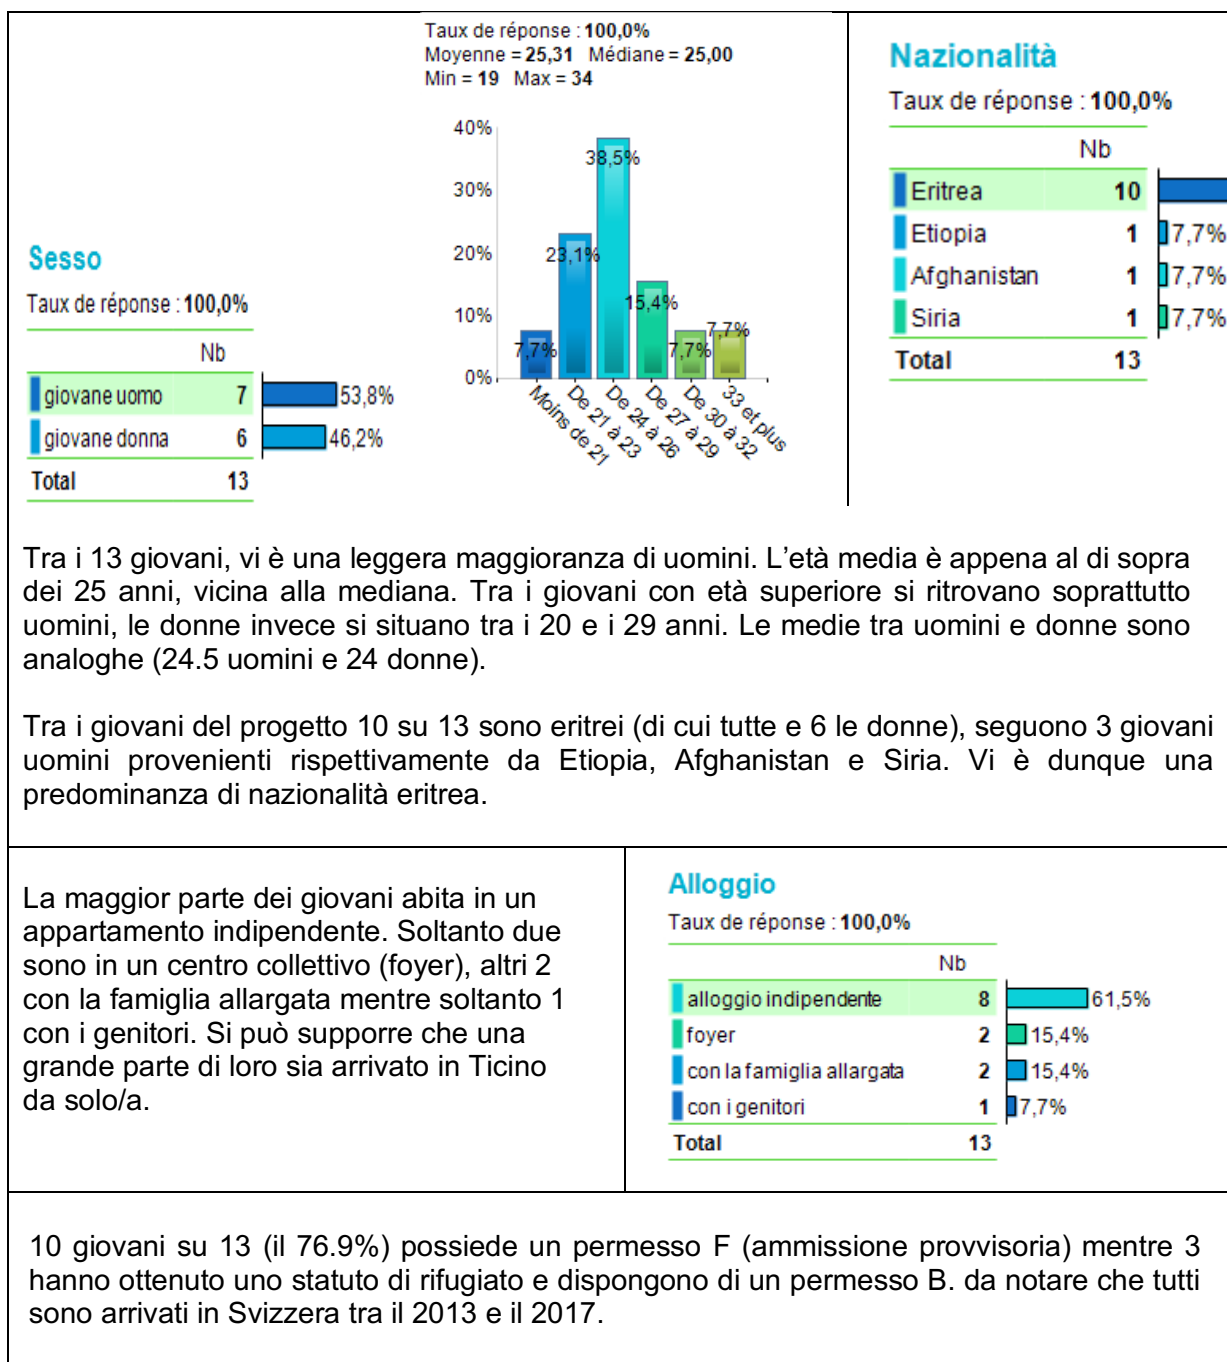 Sesso
Taux de réponse : 100,0%
Nb
giovane uomo 7 53,8%
giovane donna 6 46,2%
Total 13
Taux de réponse : 100,0%
Moyenne = 25,31 Médiane = 25,00
Min = 19 Max = 34
40%
30%
20%
10%
0%
7,7%
23,1%
38,5%
15,4%
7,7%
7,7%
Moins de 21
De 21 à 23
De 24 à 26
De 27 à 29
De 30 à 32
33 et plus
Nazionalità
Taux de réponse : 100,0%
Nb
Eritrea 10
Etiopia 1 7,7%
Afghanistan 1 7,7%
Siria 1 7,7%
Total 13
Tra i 13 giovani, vi è una leggera maggioranza di uomini. L’età media è appena al di sopra
dei 25 anni, vicina alla mediana. Tra i giovani con età superiore si ritrovano soprattutto
uomini, le donne invece si situano tra i 20 e i 29 anni. Le medie tra uomini e donne sono
analoghe (24.5 uomini e 24 donne).
Tra i giovani del progetto 10 su 13 sono eritrei (di cui tutte e 6 le donne), seguono 3 giovani
uomini provenienti rispettivamente da Etiopia, Afghanistan e Siria. Vi è dunque una
predominanza di nazionalità eritrea.
La maggior parte dei giovani abita in un
appartamento indipendente. Soltanto due
sono in un centro collettivo (foyer), altri 2
con la famiglia allargata mentre soltanto 1
con i genitori. Si può supporre che una
grande parte di loro sia arrivato in Ticino
da solo/a.
Alloggio
Taux de réponse : 100,0%
Nb
alloggio indipendente 8 61,5%
foyer 2 15,4%
con la famiglia allargata 2 15,4%
con i genitori 1 7,7%
Total 13
10 giovani su 13 (il 76.9%) possiede un permesso F (ammissione provvisoria) mentre 3
hanno ottenuto uno statuto di rifugiato e dispongono di un permesso B. da notare che tutti
sono arrivati in Svizzera tra il 2013 e il 2017.